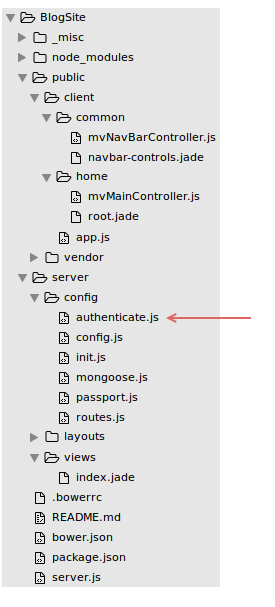 BlogSite
_misc
node_modules
public
client
common
mvNavBarController.js
navbar-controls.jade
home
mvMainController.js
root.jade
app.js
vendor
server
config
authenticate.js
config.js
init.js
mongoose.js
passport.js
routes.js
layouts
views
index.jade
.bowerrc
README.md
bower.json
package.json
server.js